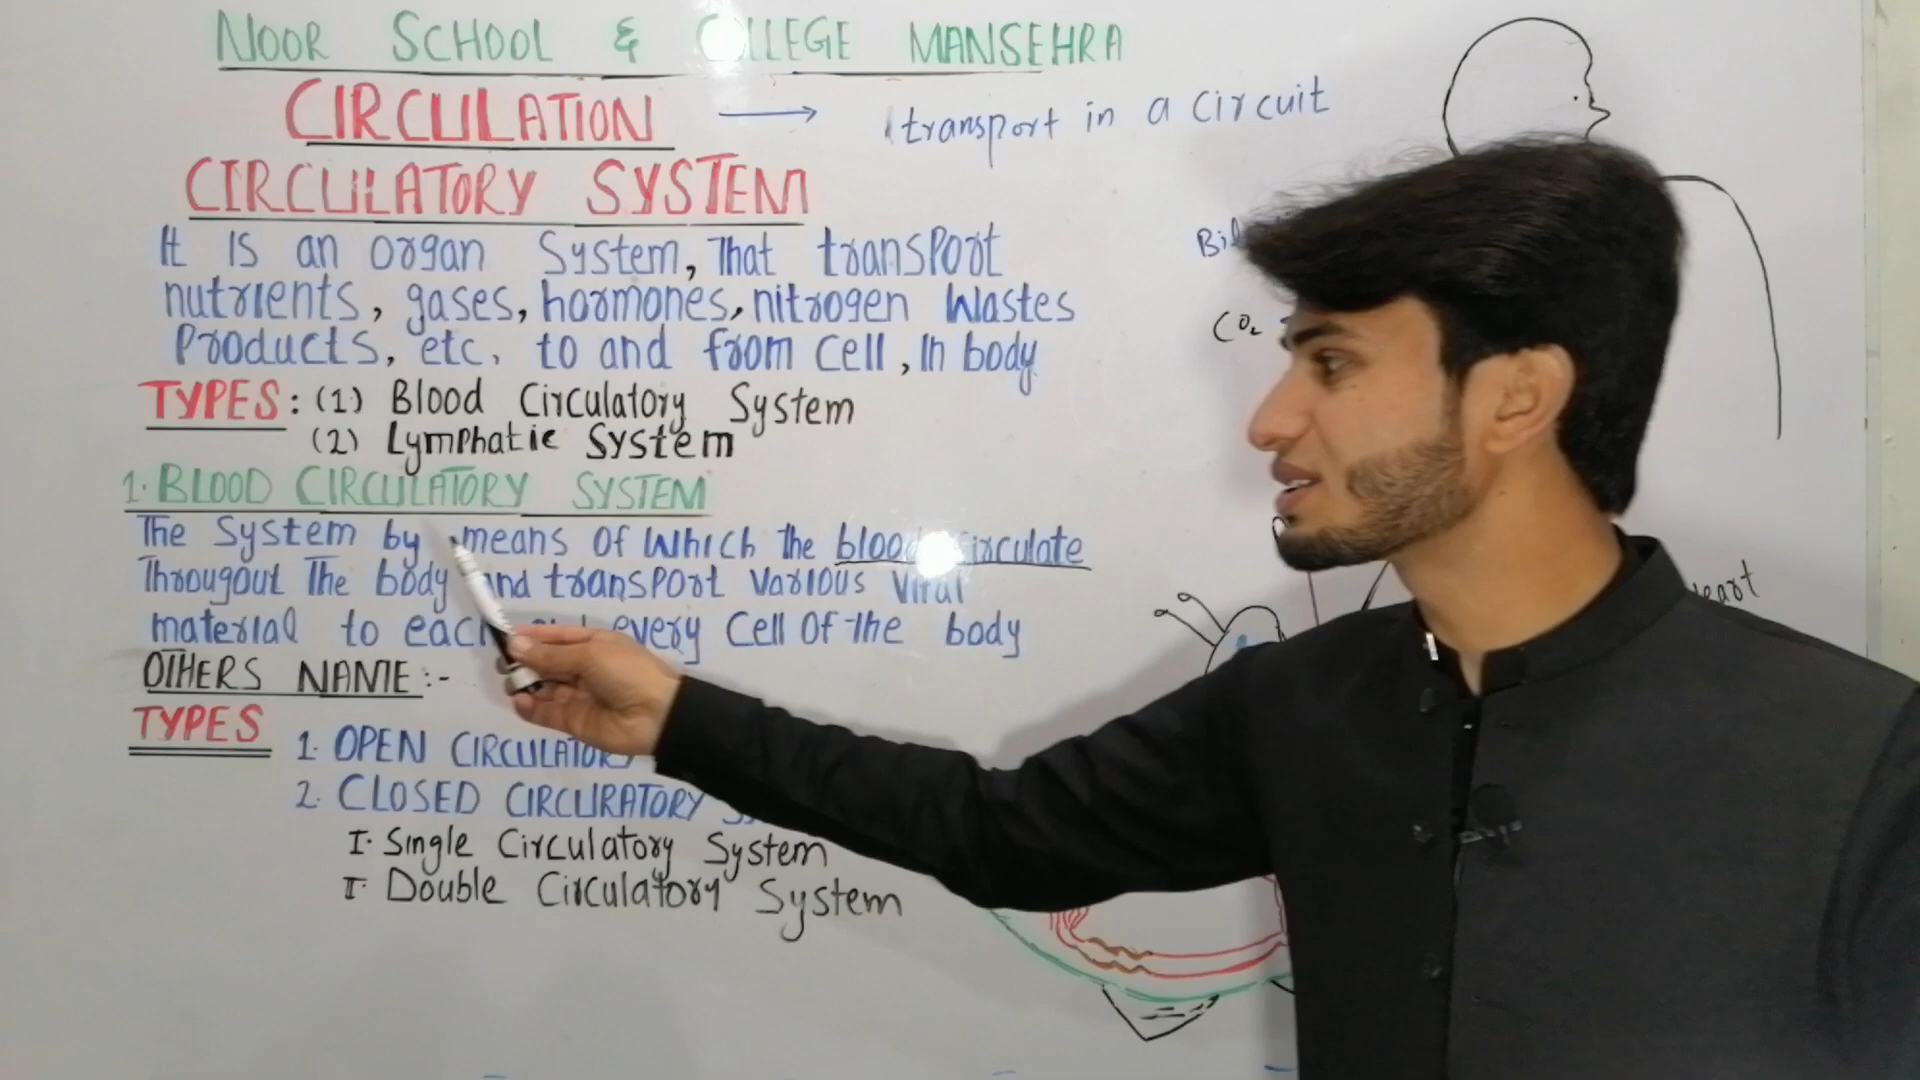 NOOR SCHOOL & COLLEGE MANSEHRA
CIRCULATION → transport in a circuit
CIRCULATORY SYSTEM
It is an organ System, That transport
nutrients, gases, hormones, nitrogen Wastes
Products, etc, to and from cell, In body
TYPES: (1) Blood Circulatory System
(2) Lymphatic System
1. BLOOD CIRCULATORY SYSTEM
The System by means Of Which the blood circulate
Througout The body and transport Various Vital
material to each every Cell Of the body
OTHERS NAME:-
TYPES
1. OPEN CIRCULATORY
2. CLOSED CIRCURATORY
I. Single Circulatory System
I. Double Circulatory System
CO₂